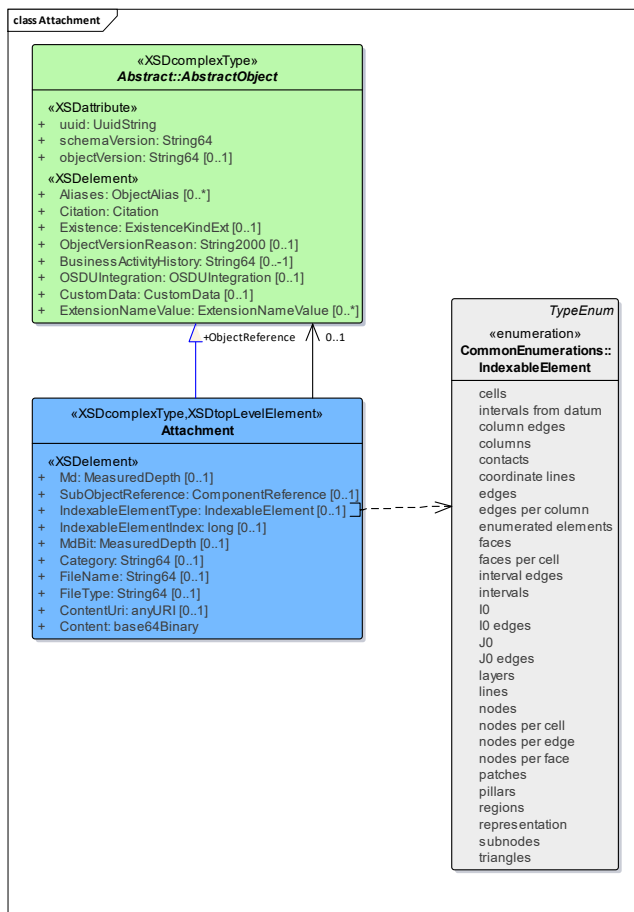 class Attachment
«XSDcomplexType»
Abstract::AbstractObject
«XSDattribute»
+ uuid: UuidString
+ schemaVersion: String64
+ objectVersion: String64 [0..1]
«XSDelement»
+ Aliases: ObjectAlias [0..*]
+ Citation: Citation
+ Existence: ExistenceKindExt [0..1]
+ ObjectVersionReason: String2000 [0..1]
+ BusinessActivityHistory: String64 [0..-1]
+ OSDUIntegration: OSDUIntegration [0..1]
+ CustomData: CustomData [0..1]
+ ExtensionNameValue: ExtensionNameValue [0..*]
+ObjectReference 0..1
«XSDcomplexType,XSDtopLevelElement»
Attachment
«XSDelement»
+ Md: MeasuredDepth [0..1]
+ SubObjectReference: ComponentReference [0..1]
+ IndexableElementType: IndexableElement [0..1]
+ IndexableElementIndex: long [0..1]
+ MdBit: MeasuredDepth [0..1]
+ Category: String64 [0..1]
+ FileName: String64 [0..1]
+ FileType: String64 [0..1]
+ ContentUri: anyURI [0..1]
+ Content: base64Binary
TypeEnum
«enumeration»
CommonEnumerations::
IndexableElement
cells
intervals from datum
column edges
columns
contacts
coordinate lines
edges
edges per column
enumerated elements
faces
faces per cell
interval edges
intervals
I0
I0 edges
J0
J0 edges
layers
lines
nodes
nodes per cell
nodes per edge
nodes per face
patches
pillars
regions
representation
subnodes
triangles